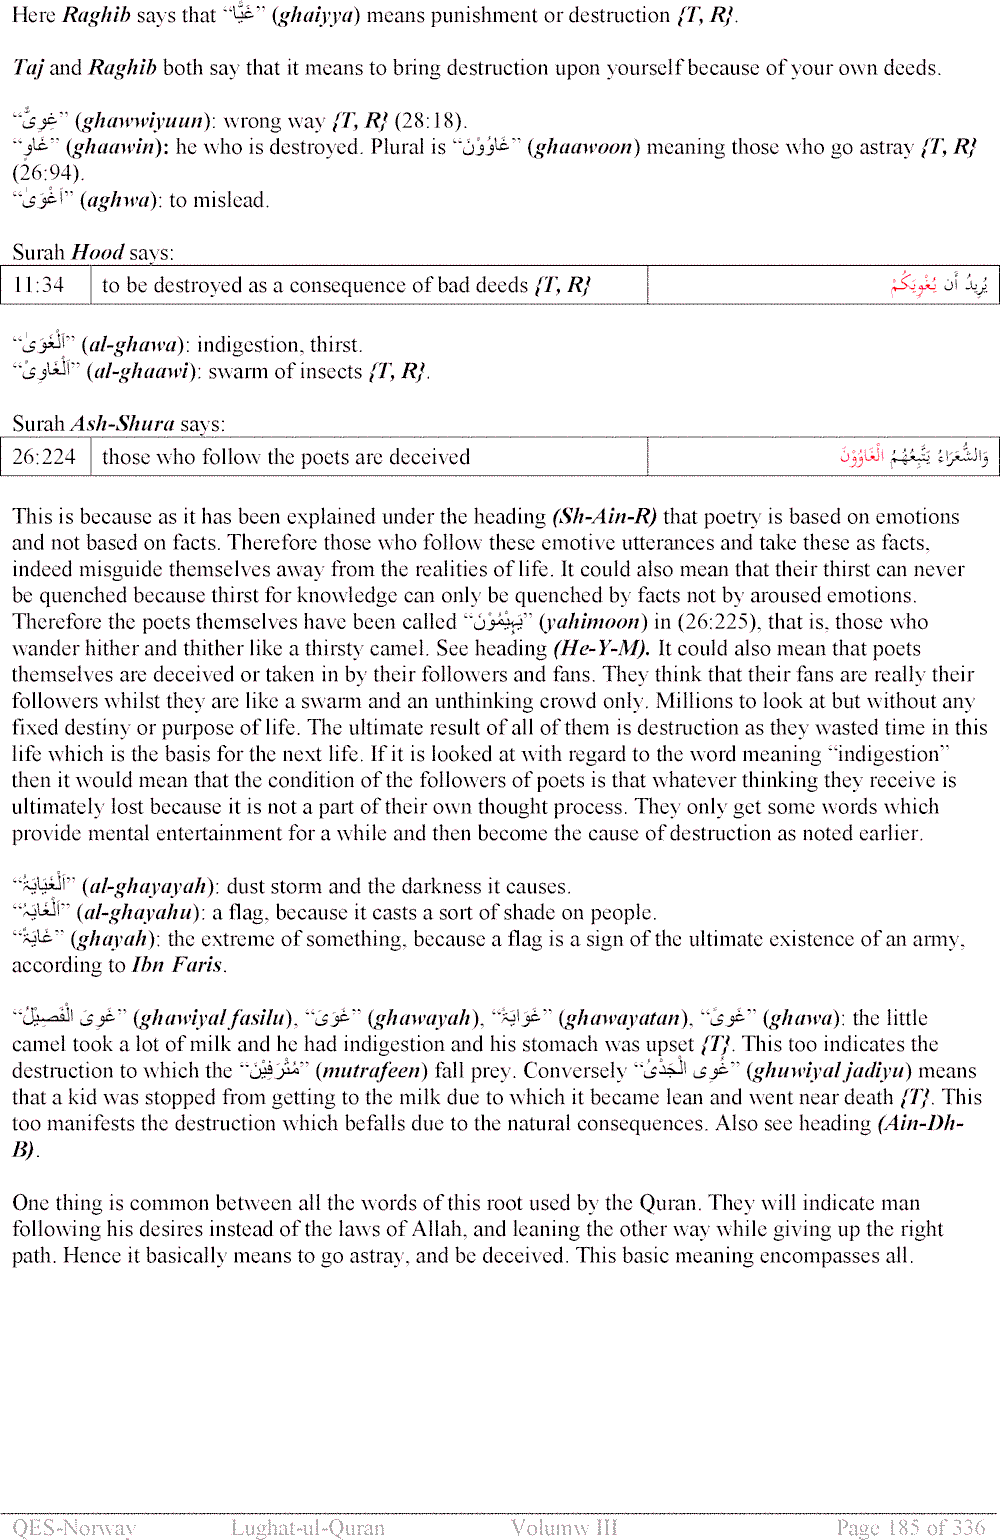 Here Raghib says that “غَيًّا” (ghaiyya) means punishment or destruction {T, R}.
Taj and Raghib both say that it means to bring destruction upon yourself because of your own deeds.
“غَوِىٌّ” (ghawwiyuun): wrong way {T, R} (28:18).
“غَاوٍ” (ghaawin): he who is destroyed. Plural is “غَاوُوْنَ” (ghaawoon) meaning those who go astray {T, R}
(26:94).
“اَغْوَىٰ” (aghwa): to mislead.
Surah Hood says:
11:34 to be destroyed as a consequence of bad deeds {T, R} يُرِيدُ أَن يُغْوِيَكُمْ
“اَلْغَوَىٰ” (al-ghawa): indigestion, thirst.
“اَلْغَاوِىْ” (al-ghaawi): swarm of insects {T, R}.
Surah Ash-Shura says:
26:224 those who follow the poets are deceived وَالشُّعَرَاءُ يَتَّبِعُهُمُ الْغَاوُوْنَ
This is because as it has been explained under the heading (Sh-Ain-R) that poetry is based on emotions
and not based on facts. Therefore those who follow these emotive utterances and take these as facts,
indeed misguide themselves away from the realities of life. It could also mean that their thirst can never
be quenched because thirst for knowledge can only be quenched by facts not by aroused emotions.
Therefore the poets themselves have been called “يَہِيْمُوْنَ” (yahimoon) in (26:225), that is, those who
wander hither and thither like a thirsty camel. See heading (He-Y-M). It could also mean that poets
themselves are deceived or taken in by their followers and fans. They think that their fans are really their
followers whilst they are like a swarm and an unthinking crowd only. Millions to look at but without any
fixed destiny or purpose of life. The ultimate result of all of them is destruction as they wasted time in this
life which is the basis for the next life. If it is looked at with regard to the word meaning “indigestion”
then it would mean that the condition of the followers of poets is that whatever thinking they receive is
ultimately lost because it is not a part of their own thought process. They only get some words which
provide mental entertainment for a while and then become the cause of destruction as noted earlier.
“اَلْغَيَايَۃُ” (al-ghayayah): dust storm and the darkness it causes.
“اَلْغَايَۃُ” (al-ghayahu): a flag, because it casts a sort of shade on people.
“غَايَۃٌ” (ghayah): the extreme of something, because a flag is a sign of the ultimate existence of an army,
according to Ibn Faris.
“غَوِىَ الْفَصِيْلُ” (ghawiyal fasilu), “غَوَىَ” (ghawayah), “غَوَايَۃً” (ghawayatan), “غَوىً” (ghawa): the little
camel took a lot of milk and he had indigestion and his stomach was upset {T}. This too indicates the
destruction to which the “مُتْرَفِيْنَ” (mutrafeen) fall prey. Conversely “غُوِى الْجَدْىُ” (ghuwiyal jadiyu) means
that a kid was stopped from getting to the milk due to which it became lean and went near death {T}. This
too manifests the destruction which befalls due to the natural consequences. Also see heading (Ain-Dh-
B).
One thing is common between all the words of this root used by the Quran. They will indicate man
following his desires instead of the laws of Allah, and leaning the other way while giving up the right
path. Hence it basically means to go astray, and be deceived. This basic meaning encompasses all.
QES-Norway Lughat-ul-Quran Volumw III Page 185 of 336